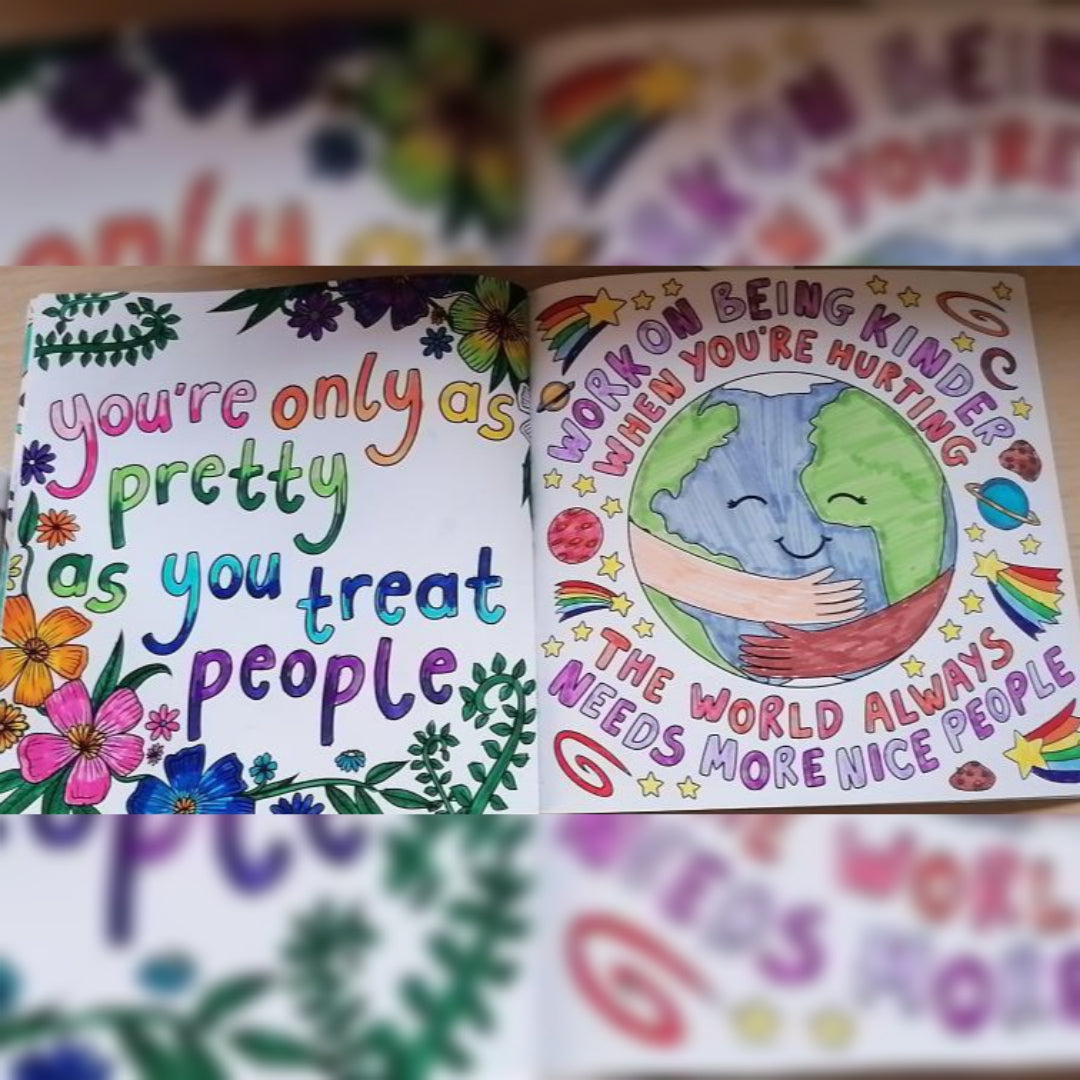 you're only as
pretty
as you treat
people
WORK ON BEING KINDER
WHEN YOU'RE HURTING
THE WORLD ALWAYS
NEEDS MORE NICE PEOPLE